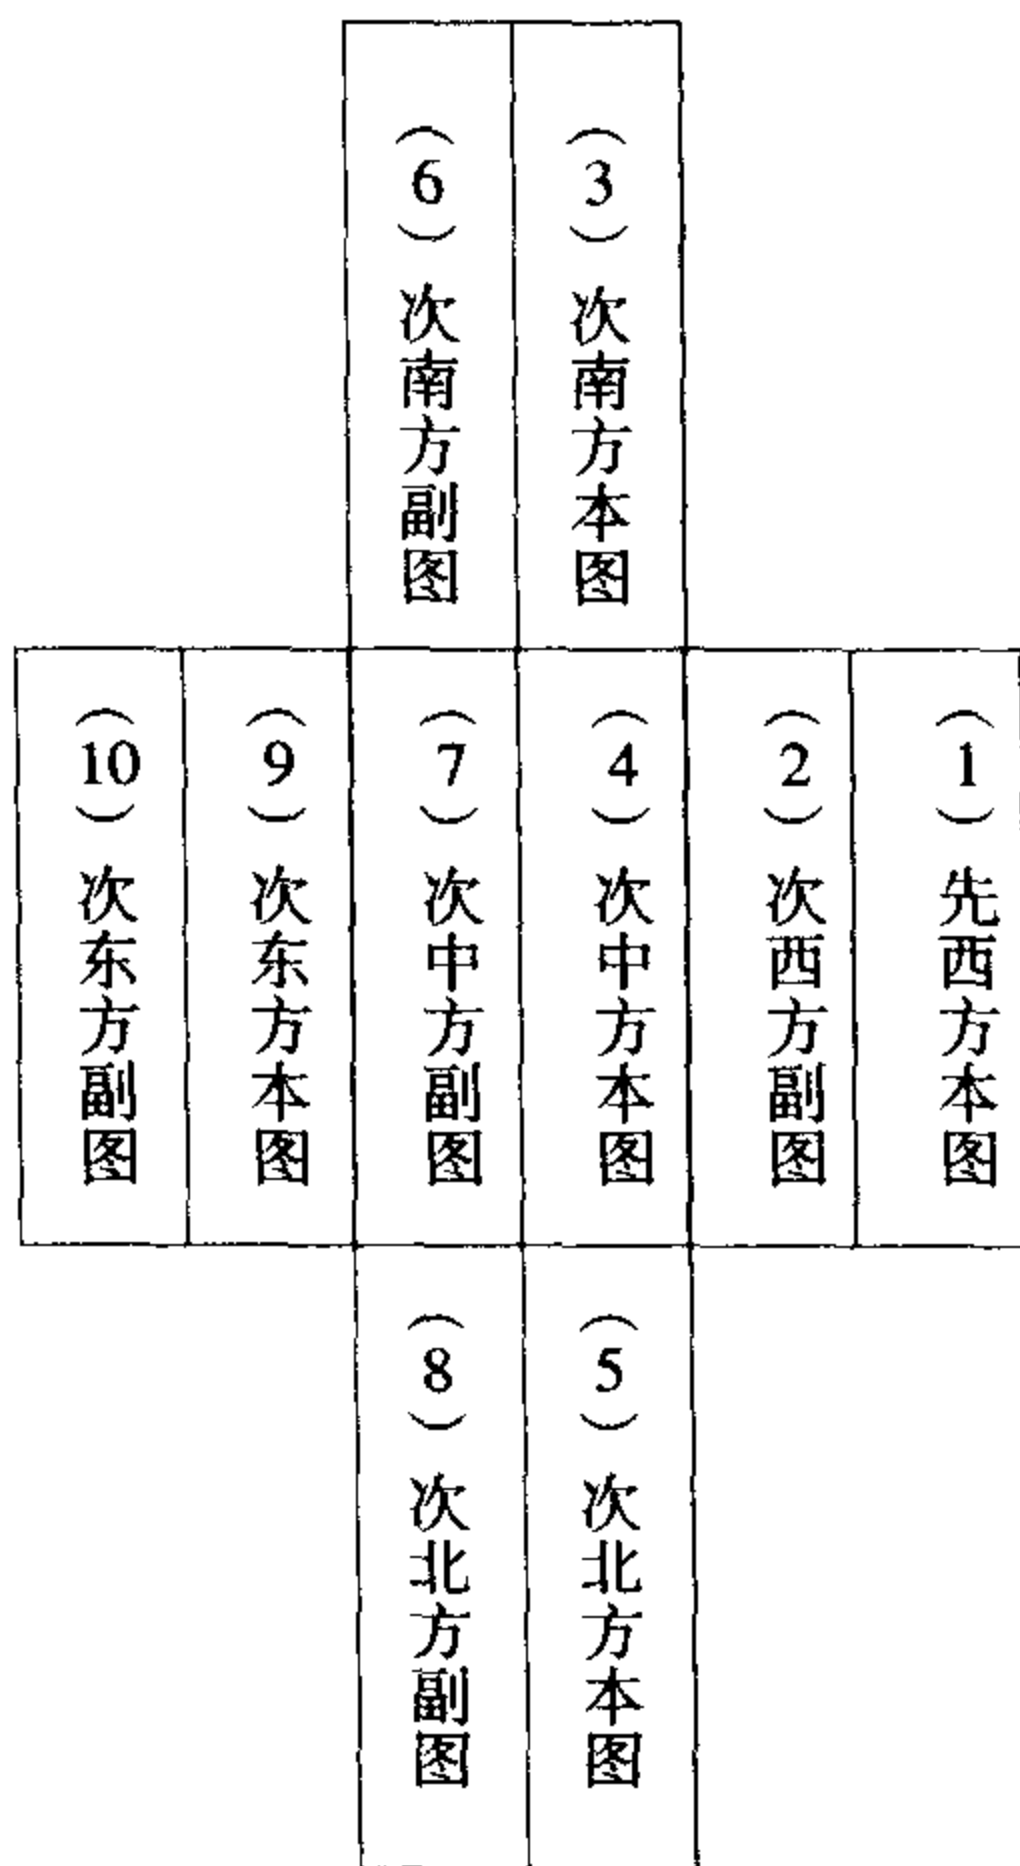 （1）先西方本图
（2）次西方副图
（3）次南方本图
（4）次中方本图
（5）次北方本图
（6）次南方副图
（7）次中方副图
（8）次北方副图
（9）次东方本图
（10）次东方副图